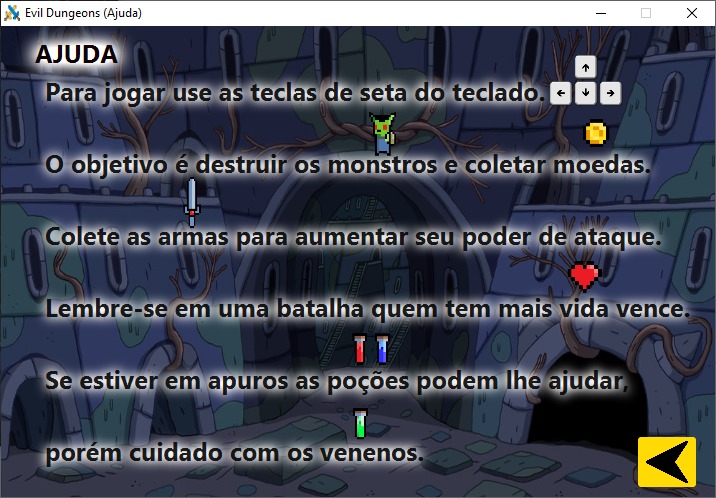 Evil Dungeons (Ajuda)
AJUDA
Para jogar use as teclas de seta do teclado.
O objetivo é destruir os monstros e coletar moedas.
Colete as armas para aumentar seu poder de ataque.
Lembre-se em uma batalha quem tem mais vida vence.
Se estiver em apuros as poções podem lhe ajudar,
porém cuidado com os venenos.